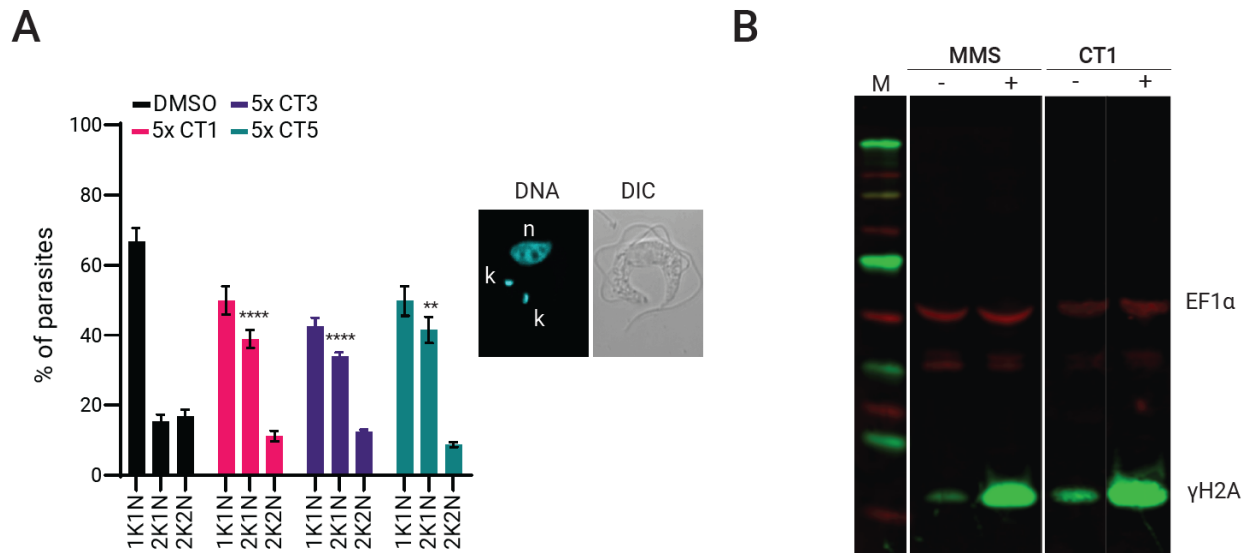 A
DMSO
5x CT3
5x CT1
5x CT5
% of parasites
100
80
60
40
20
0
****
****
**
1K1N
2K1N
2K2N
1K1N
2K1N
2K2N
1K1N
2K1N
2K2N
1K1N
2K1N
2K2N
DNA
DIC
n
k
k
B
MMS
CT1
M
-
+
-
+
EF1α
γH2A